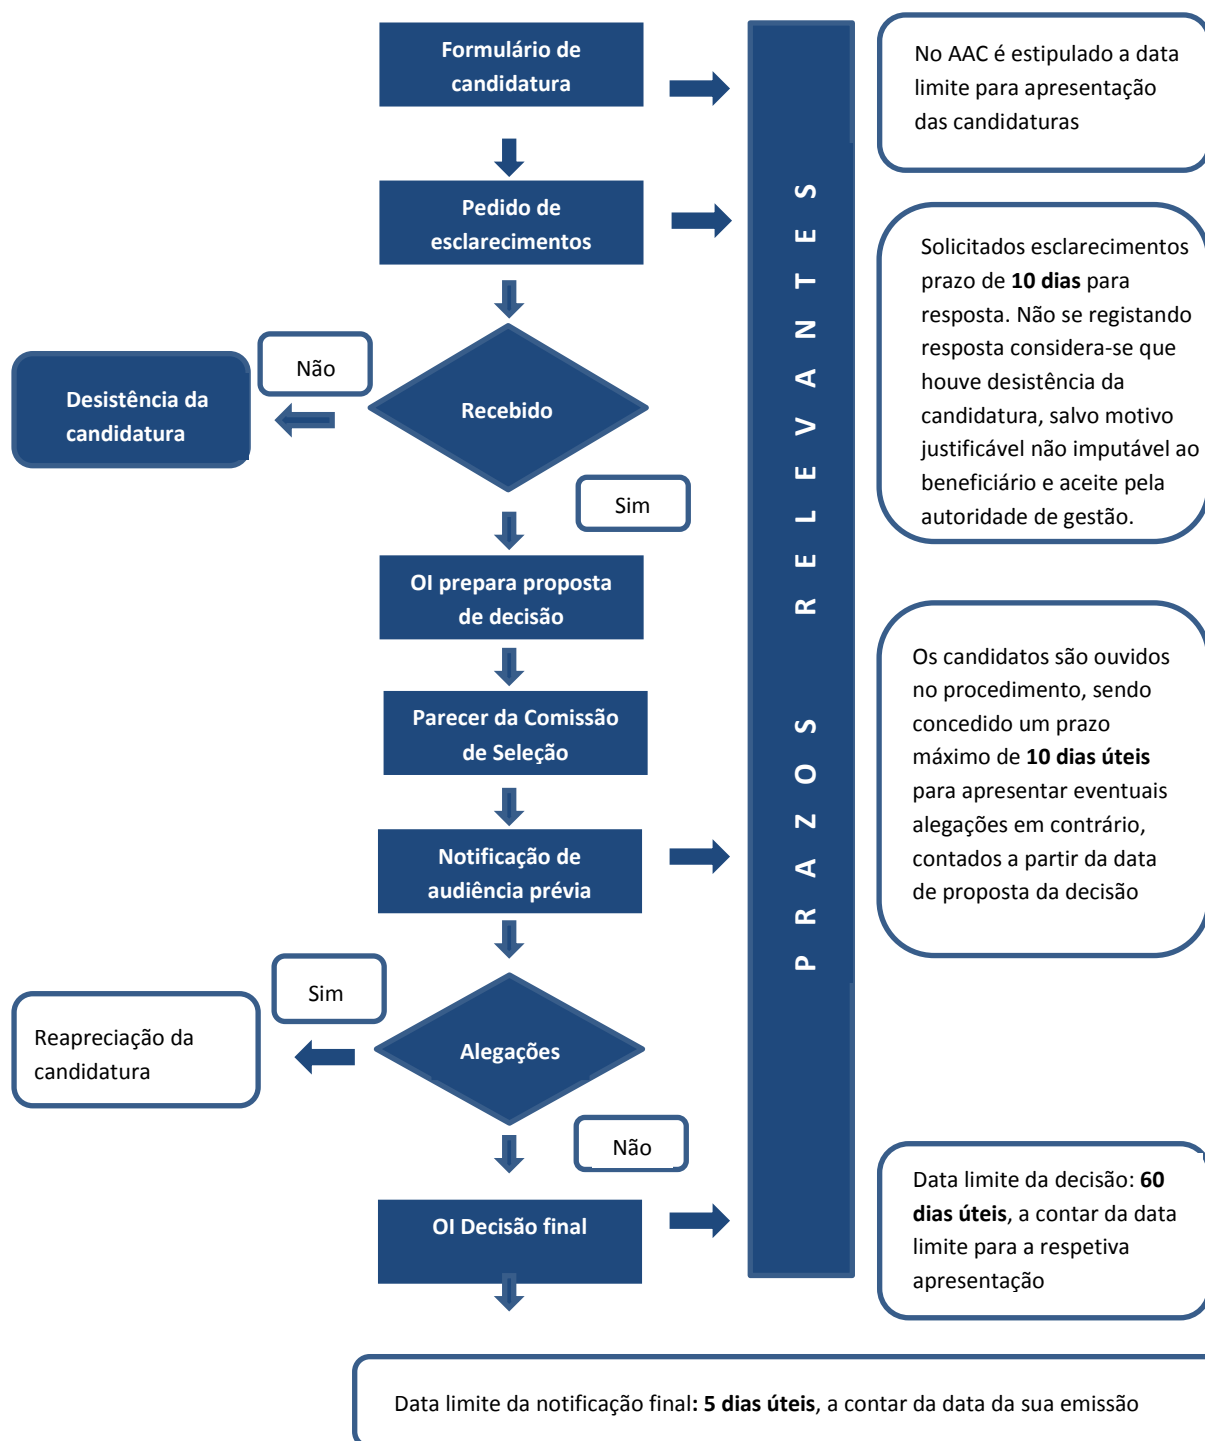 Formulário de
candidatura
No AAC é estipulado a data
limite para apresentação
das candidaturas
Pedido de
esclarecimentos
Solicitados esclarecimentos
prazo de 10 dias para
resposta. Não se registando
resposta considera-se que
houve desistência da
candidatura, salvo motivo
justificável não imputável ao
beneficiário e aceite pela
autoridade de gestão.
Não
Desistência da
candidatura
Recebido
Sim
OI prepara proposta
de decisão
Parecer da Comissão
de Seleção
Os candidatos são ouvidos
no procedimento, sendo
concedido um prazo
máximo de 10 dias úteis
para apresentar eventuais
alegações em contrário,
contados a partir da data
de proposta da decisão
Notificação de
audiência prévia
PRAZOS RELEVANTES
Sim
Reapreciação da
candidatura
Alegações
Não
OI Decisão final
Data limite da decisão: 60
dias úteis, a contar da data
limite para a respetiva
apresentação
Data limite da notificação final: 5 dias úteis, a contar da data da sua emissão